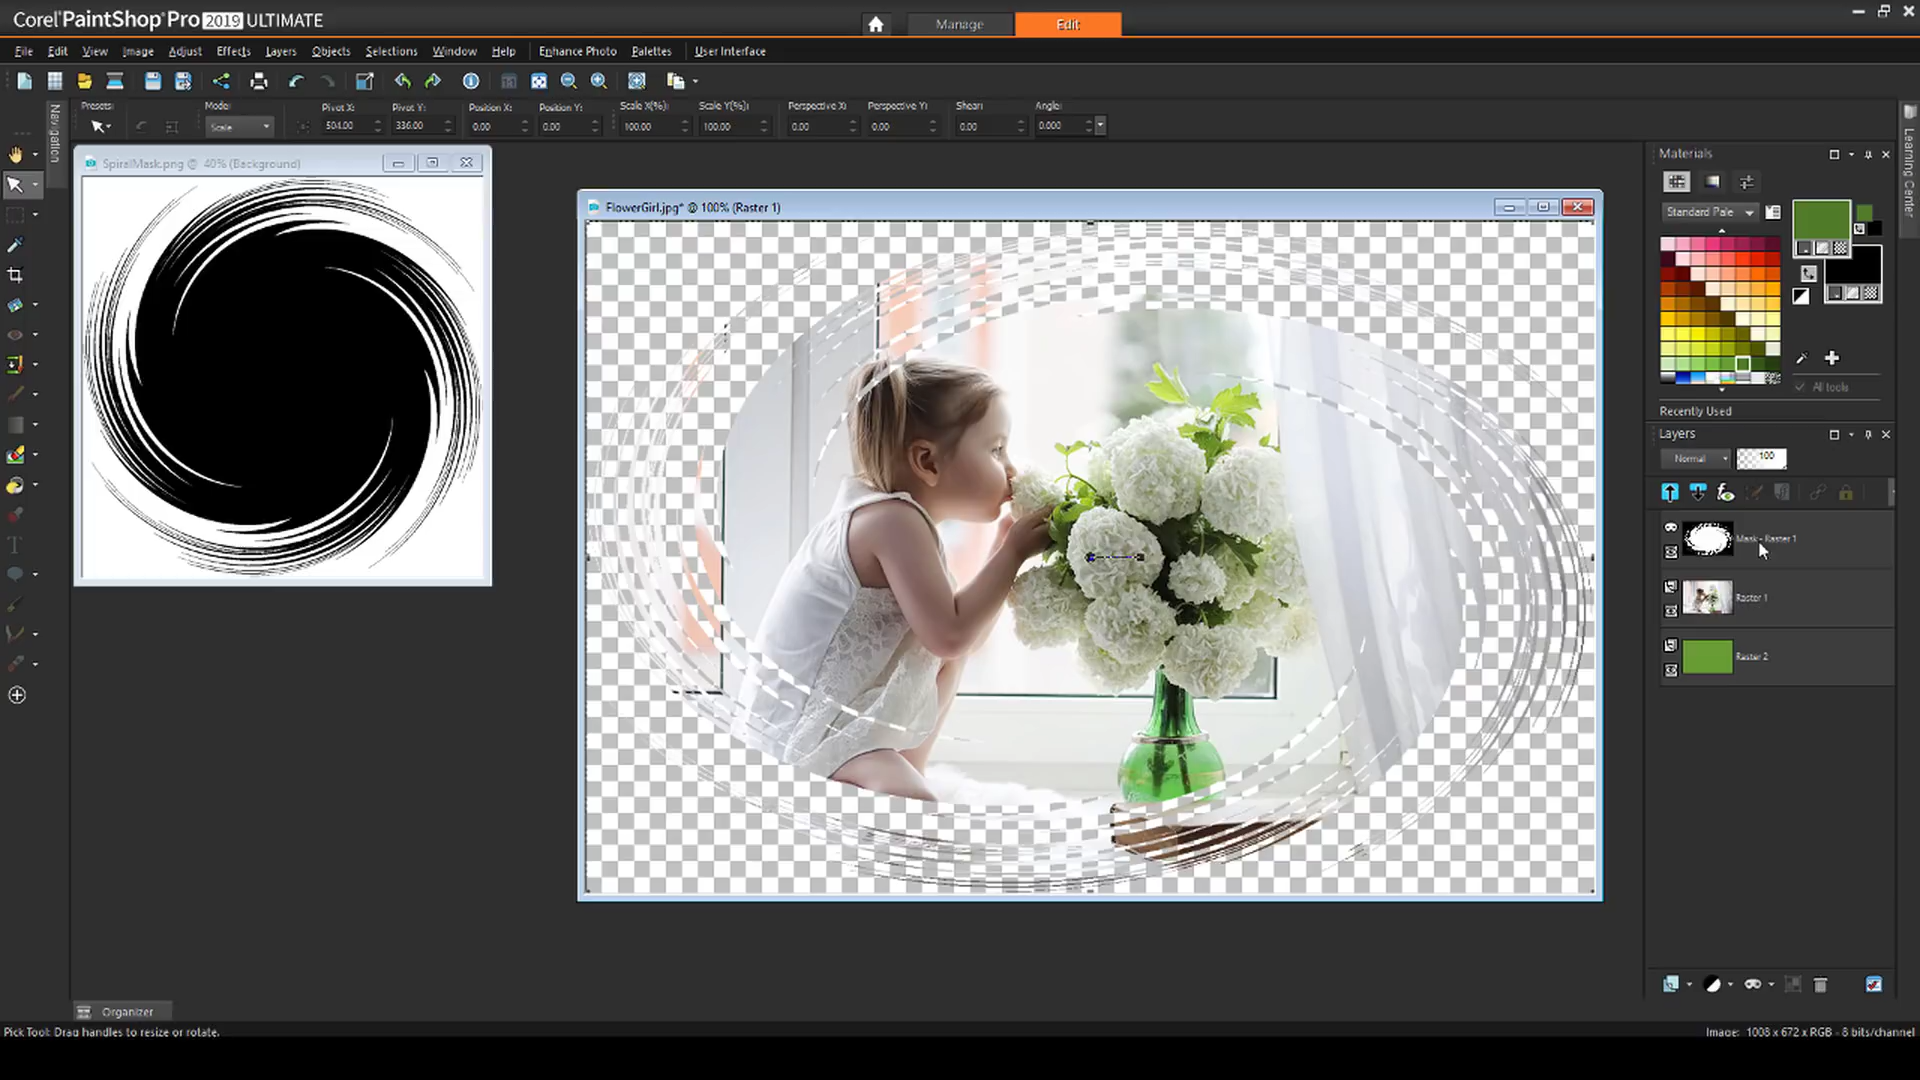 Corel PaintShop Pro 2019 ULTIMATE
Manage
Edit
File Edit View Image Adjust Effects Layers Objects Selections Window Help Enhance Photo Palettes User Interface
Presets: Mode: Pivot X: Pivot Y: Position X: Position Y: Scale X(%): Scale Y(%): Perspective X: Perspective Y: Shear: Angle:
Scale 504.00 336.00 0.00 0.00 100.00 100.00 0.00 0.00 0.00 0.000
Navigation
Learning Center
SpiralMask.png @ 40% (Background)
FlowerGirl.jpg* @ 100% (Raster 1)
Materials
Standard Pale
All tools
Recently Used
Layers
Normal
100
Mask - Raster 1
Raster 1
Raster 2
Organizer
Pick Tool: Drag handles to resize or rotate.
Image: 1008 x 672 x RGB - 8 bits/channel